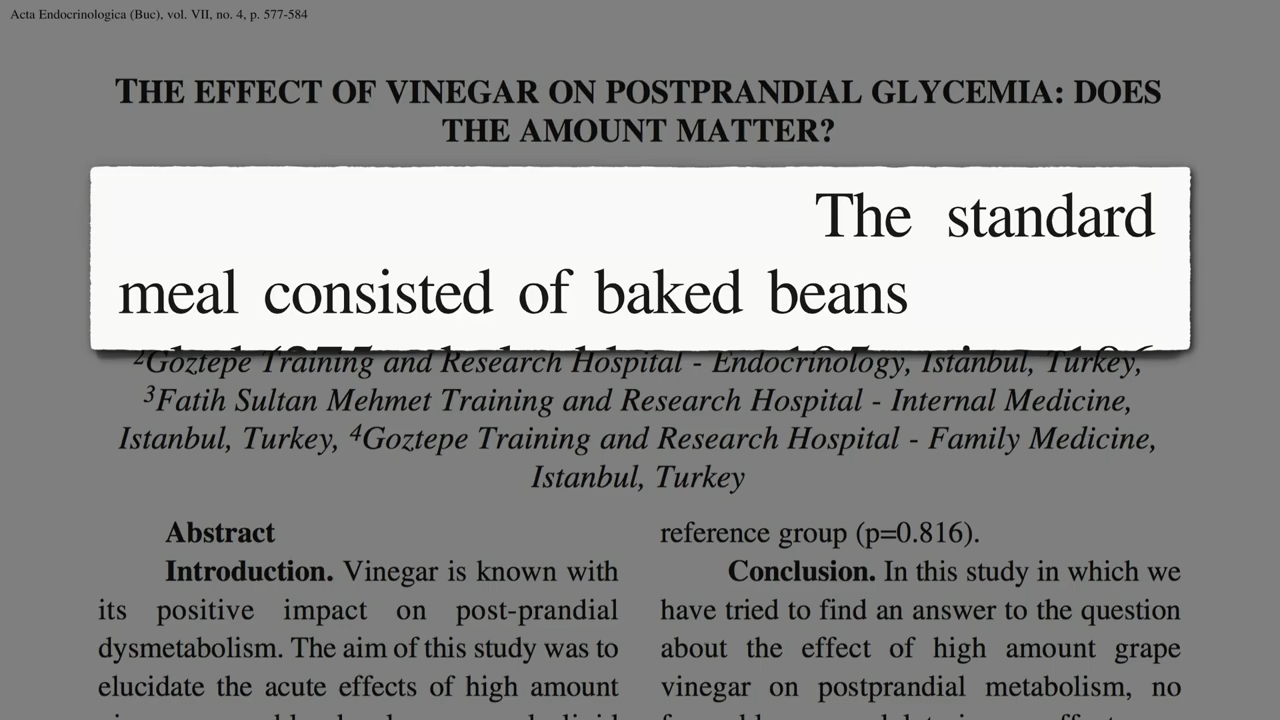 Acta Endocrinologica (Buc), vol. VII, no. 4, p. 577-584
THE EFFECT OF VINEGAR ON POSTPRANDIAL GLYCEMIA: DOES
THE AMOUNT MATTER?
The standard
meal consisted of baked beans
²Goztepe Training and Research Hospital - Endocrinology, Istanbul, Turkey,
³Fatih Sultan Mehmet Training and Research Hospital - Internal Medicine,
Istanbul, Turkey, ⁴Goztepe Training and Research Hospital - Family Medicine,
Istanbul, Turkey
Abstract
Introduction. Vinegar is known with
its positive impact on post-prandial
dysmetabolism. The aim of this study was to
elucidate the acute effects of high amount
reference group (p=0.816).
Conclusion. In this study in which we
have tried to find an answer to the question
about the effect of high amount grape
vinegar on postprandial metabolism, no